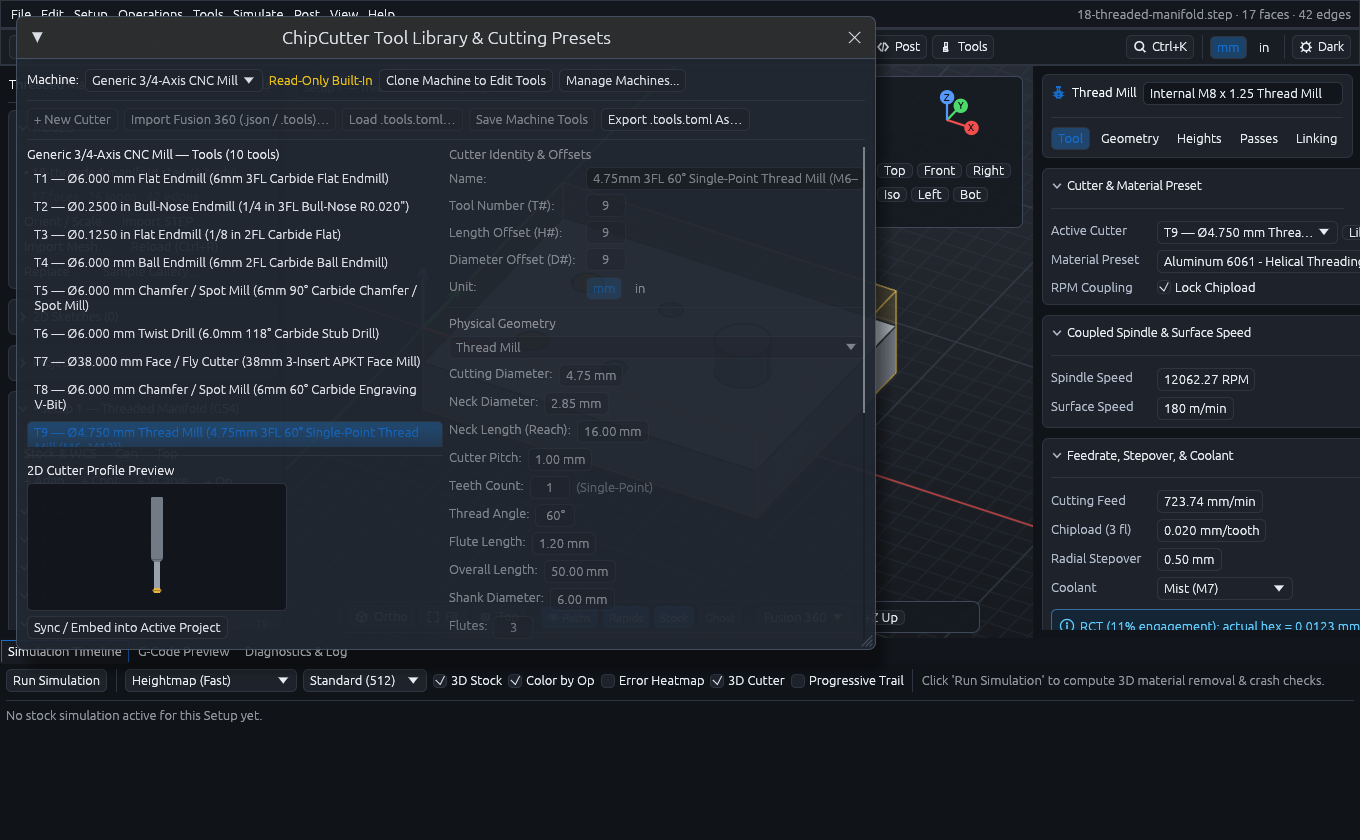 File Edit Setup Operations Tools Simulate Post View Help
18-threaded-manifold.step · 17 faces · 42 edges
ChipCutter Tool Library & Cutting Presets
Post Tools Ctrl+K mm in Dark
Machine: Generic 3/4-Axis CNC Mill Read-Only Built-In Clone Machine to Edit Tools Manage Machines...
+ New Cutter Import Fusion 360 (.json / .tools)... Load .tools.toml... Save Machine Tools Export .tools.toml As...
Generic 3/4-Axis CNC Mill — Tools (10 tools)
T1 — Ø6.000 mm Flat Endmill (6mm 3FL Carbide Flat Endmill)
T2 — Ø0.2500 in Bull-Nose Endmill (1/4 in 3FL Bull-Nose R0.020")
T3 — Ø0.1250 in Flat Endmill (1/8 in 2FL Carbide Flat)
T4 — Ø6.000 mm Ball Endmill (6mm 2FL Carbide Ball Endmill)
T5 — Ø6.000 mm Chamfer / Spot Mill (6mm 90° Carbide Chamfer /
Spot Mill)
T6 — Ø6.000 mm Twist Drill (6.0mm 118° Carbide Stub Drill)
T7 — Ø38.000 mm Face / Fly Cutter (38mm 3-Insert APKT Face Mill)
T8 — Ø6.000 mm Chamfer / Spot Mill (6mm 60° Carbide Engraving
V-Bit)
T9 — Ø4.750 mm Thread Mill (4.75mm 3FL 60° Single-Point Thread
2D Cutter Profile Preview
Sync / Embed into Active Project
Cutter Identity & Offsets
Name: 4.75mm 3FL 60° Single-Point Thread Mill (M6–
Tool Number (T#): 9
Length Offset (H#): 9
Diameter Offset (D#): 9
Unit: mm in
Physical Geometry
Thread Mill
Cutting Diameter: 4.75 mm
Neck Diameter: 2.85 mm
Neck Length (Reach): 16.00 mm
Cutter Pitch: 1.00 mm
Teeth Count: 1 (Single-Point)
Thread Angle: 60°
Flute Length: 1.20 mm
Overall Length: 50.00 mm
Shank Diameter: 6.00 mm
Flutes: 3
Z Y X
Top Front Right
Iso Left Bot
Z Up
Thread Mill Internal M8 x 1.25 Thread Mill
Tool Geometry Heights Passes Linking
Cutter & Material Preset
Active Cutter T9 — Ø4.750 mm Threa...
Material Preset Aluminum 6061 - Helical Threading
RPM Coupling Lock Chipload
Coupled Spindle & Surface Speed
Spindle Speed 12062.27 RPM
Surface Speed 180 m/min
Feedrate, Stepover, & Coolant
Cutting Feed 723.74 mm/min
Chipload (3 fl) 0.020 mm/tooth
Radial Stepover 0.50 mm
Coolant Mist (M7)
RCT (11% engagement): actual hex = 0.0123 mm
Simulation Timeline G-Code Preview Diagnostics & Log
Run Simulation Heightmap (Fast) Standard (512) 3D Stock Color by Op Error Heatmap 3D Cutter Progressive Trail Click 'Run Simulation' to compute 3D material removal & crash checks.
No stock simulation active for this Setup yet.